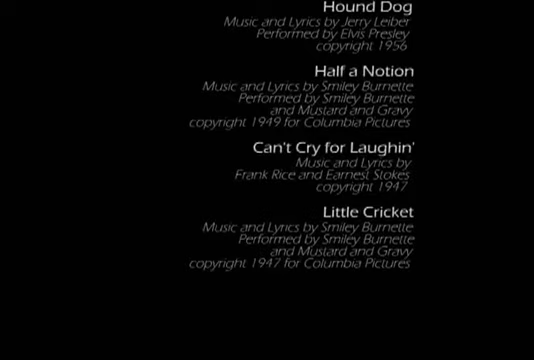 Hound Dog
Music and Lyrics by Jerry Leiber
Performed by Elvis Presley
copyright 1956
Half a Notion
Music and Lyrics by Smiley Burnette
Performed by Smiley Burnette
and Mustard and Gravy
copyright 1949 for Columbia Pictures
Can't Cry for Laughin'
Music and Lyrics by
Frank Rice and Earnest Stokes
copyright 1947
Little Cricket
Music and Lyrics by Smiley Burnette
Performed by Smiley Burnette
and Mustard and Gravy
copyright 1947 for Columbia Pictures